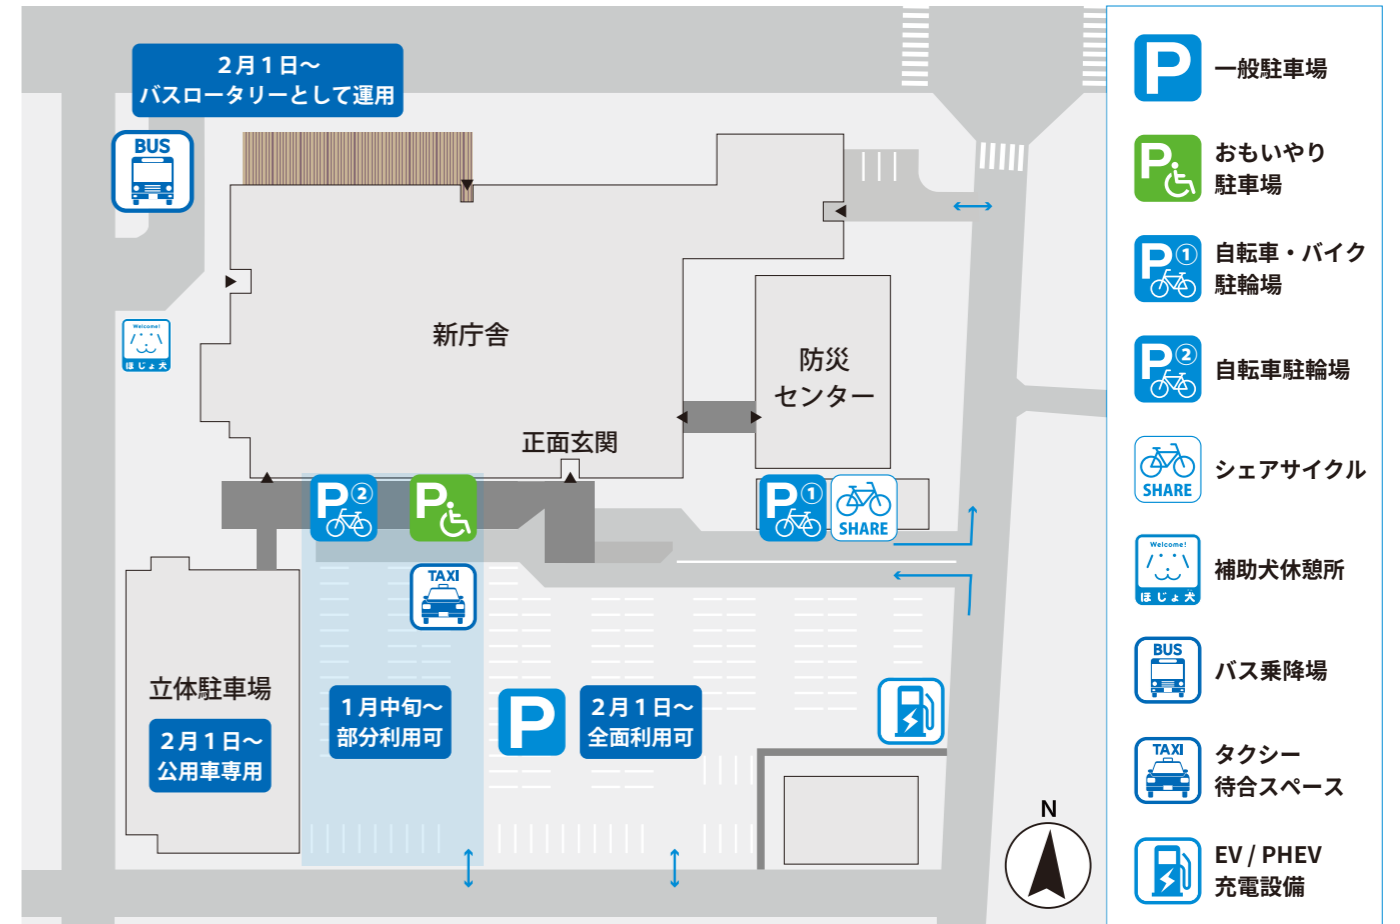 ２月１日～
バスロータリーとして運用
BUS
Welcome!
ほじょ犬
新庁舎
防災
センター
正面玄関
P②
P
P①
SHARE
TAXI
立体駐車場
２月１日～
公用車専用
１月中旬～
部分利用可
P
２月１日～
全面利用可
N
P
一般駐車場
P
おもいやり
駐車場
P①
自転車・バイク
駐輪場
P②
自転車駐輪場
SHARE
シェアサイクル
Welcome!
ほじょ犬
補助犬休憩所
BUS
バス乗降場
TAXI
タクシー
待合スペース
EV / PHEV
充電設備